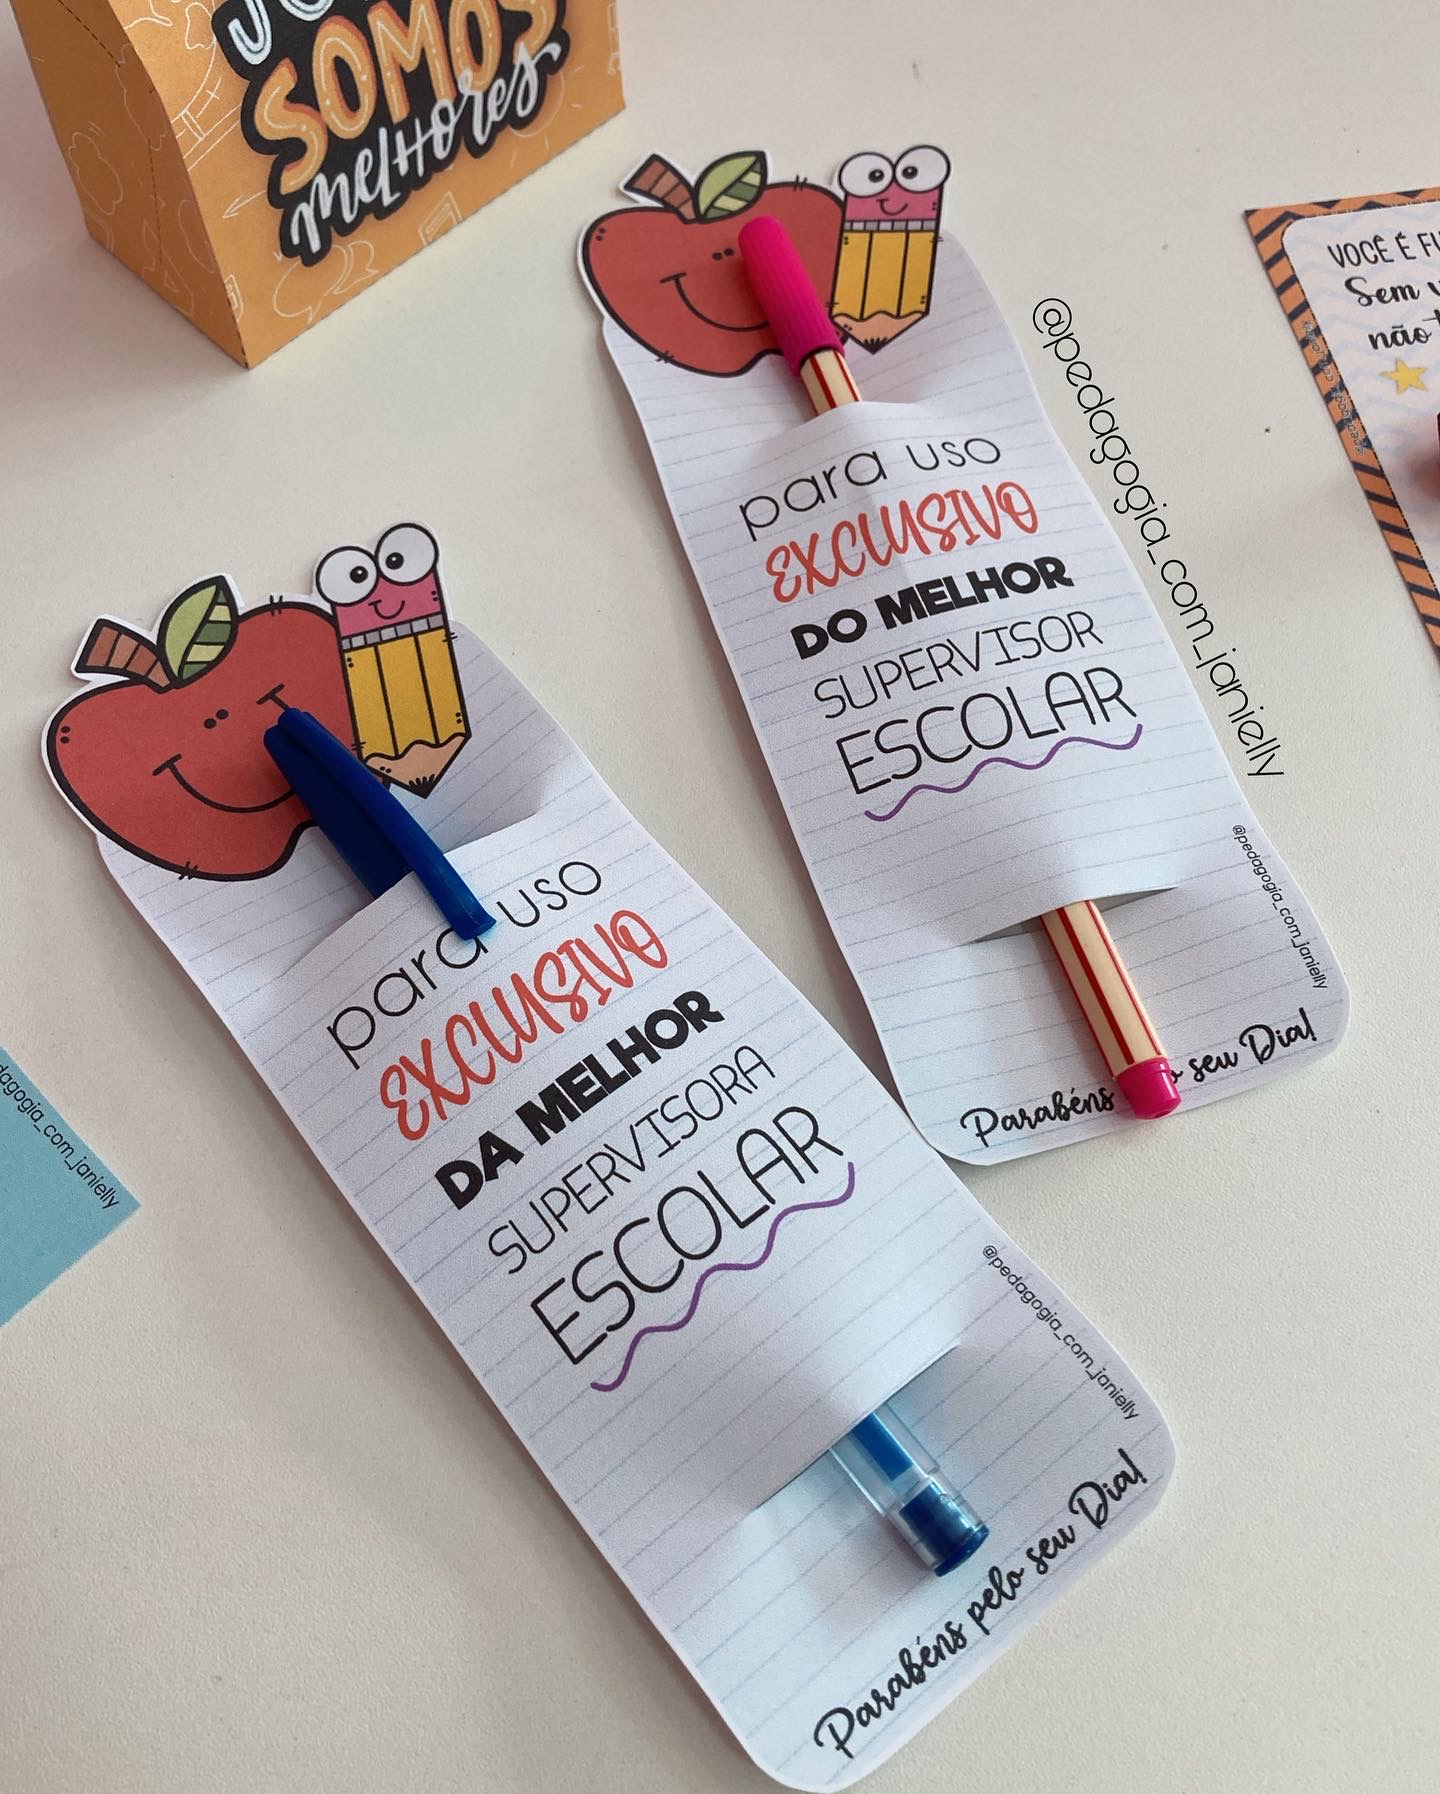 SOMOS
melhores
para uso
EXCLUSIVO
DO MELHOR
SUPERVISOR
ESCOLAR
@pedagogia_com_janielly
Parabéns seu Dia!
@pedagogia_com_janielly
VOCÊ É
Sem
não
para uso
EXCLUSIVO
DA MELHOR
SUPERVISORA
ESCOLAR
@pedagogia_com_janielly
Parabéns pelo seu Dia!